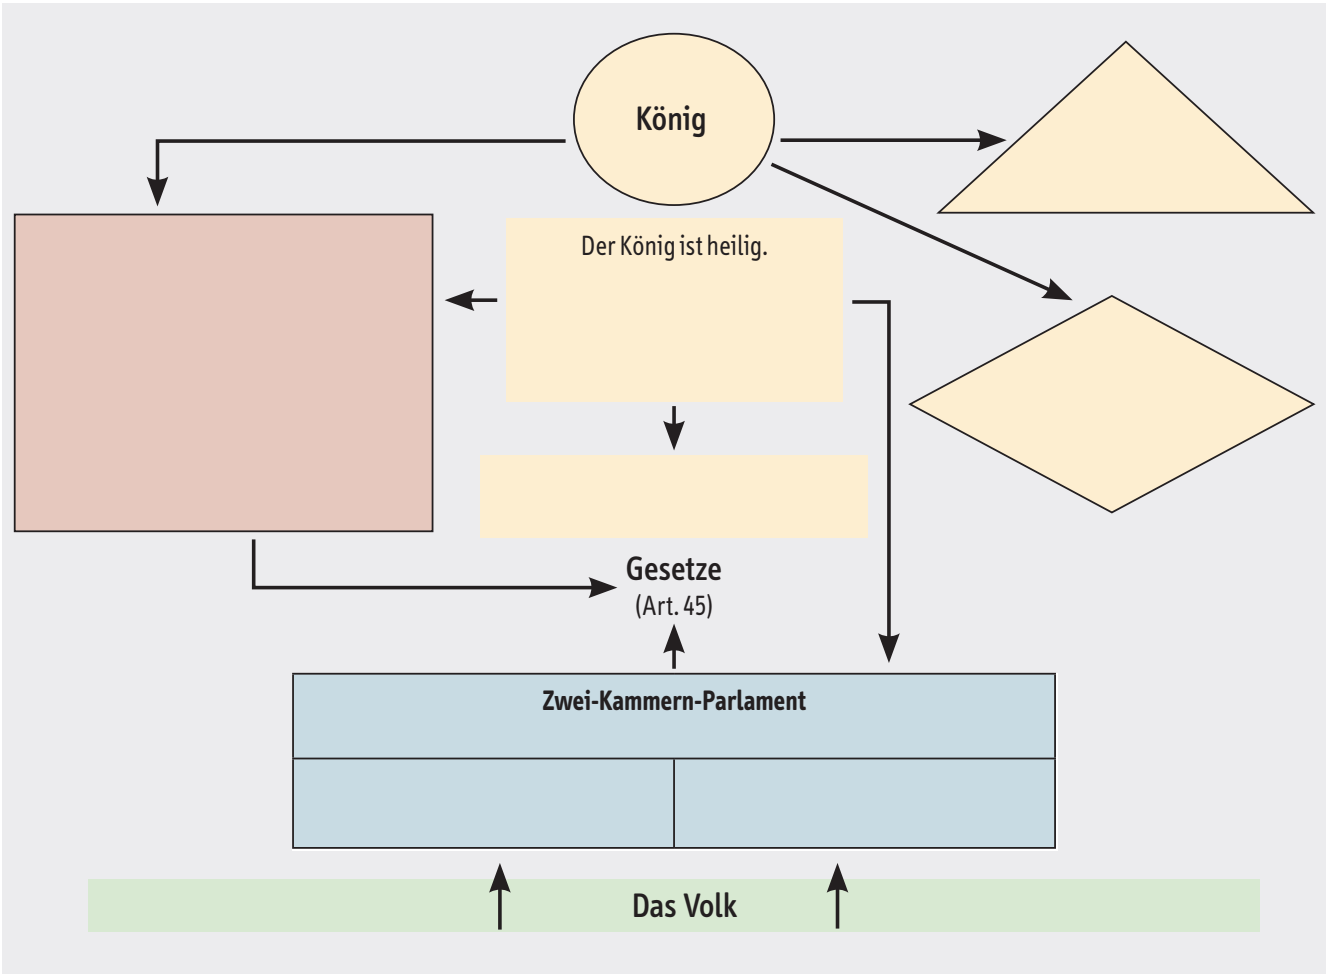 König
Der König ist heilig.
Gesetze
(Art. 45)
Zwei-Kammern-Parlament
Das Volk